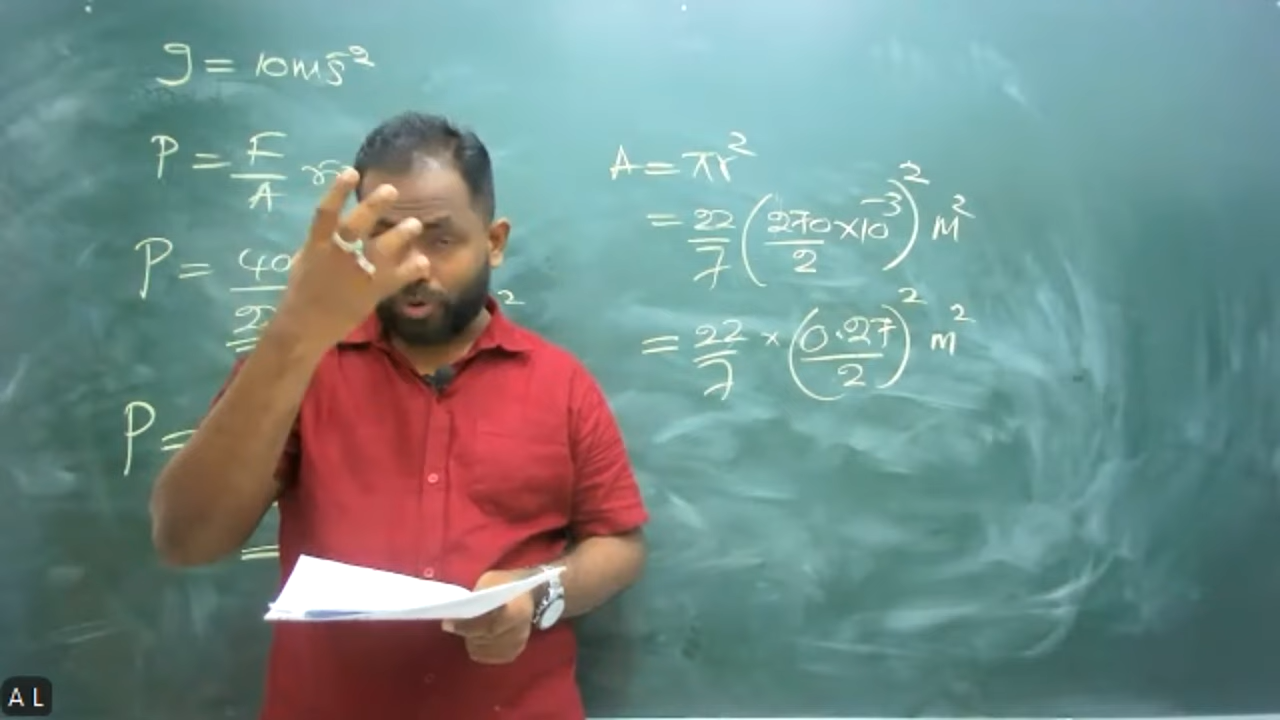 g = 10ms⁻²
P = F/A
P = 40
P =
=
2
A = πr²
= 22/7 (270/2 × 10⁻³)² m²
= 22/7 × (0.27/2)² m²
A L